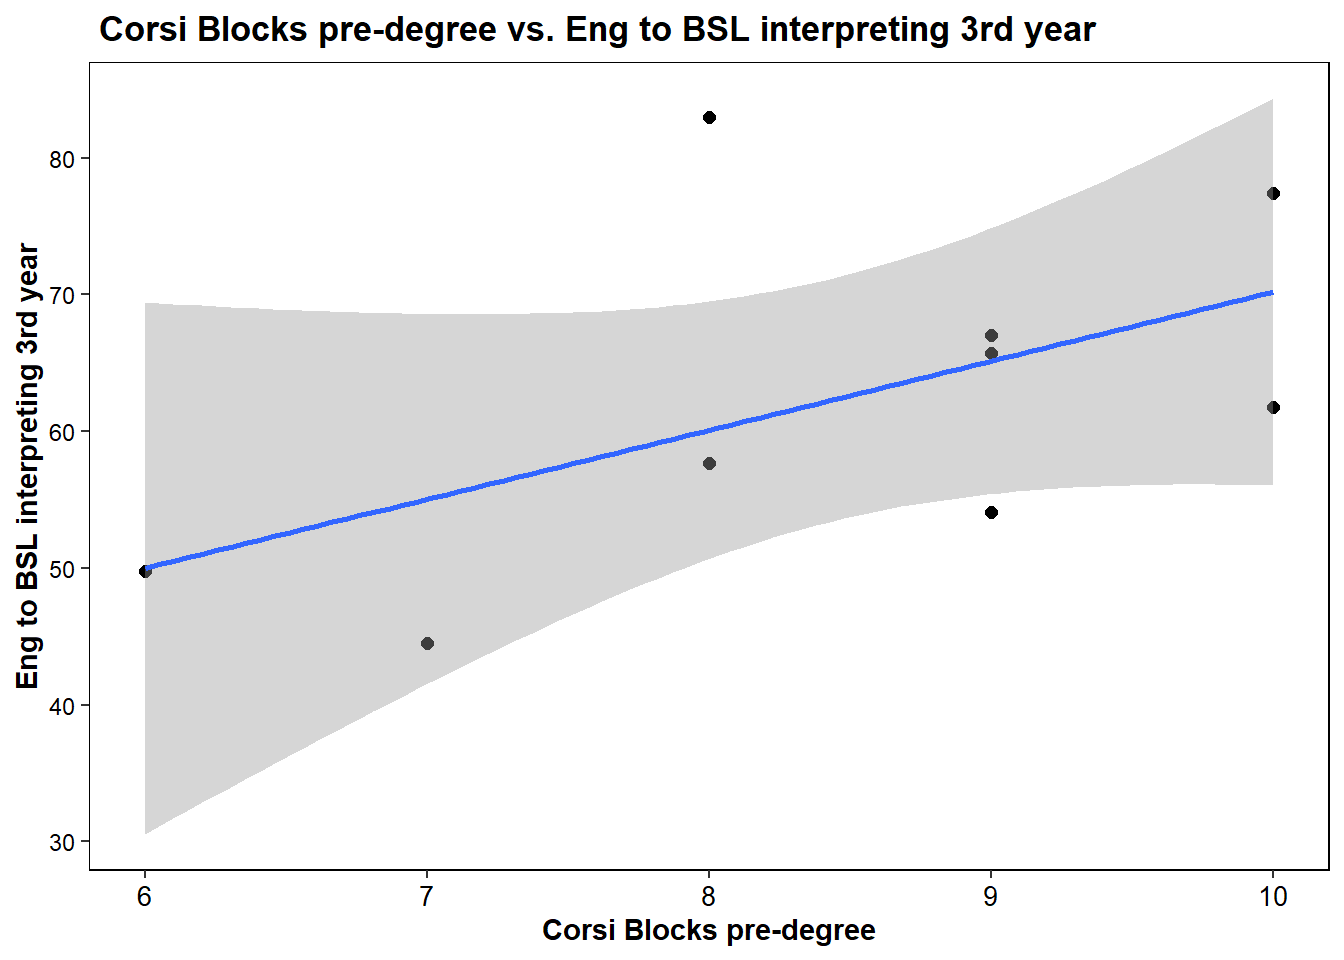 Corsi Blocks pre-degree vs. Eng to BSL interpreting 3rd year
Eng to BSL interpreting 3rd year
80
70
60
50
40
30
6 7 8 9 10
Corsi Blocks pre-degree